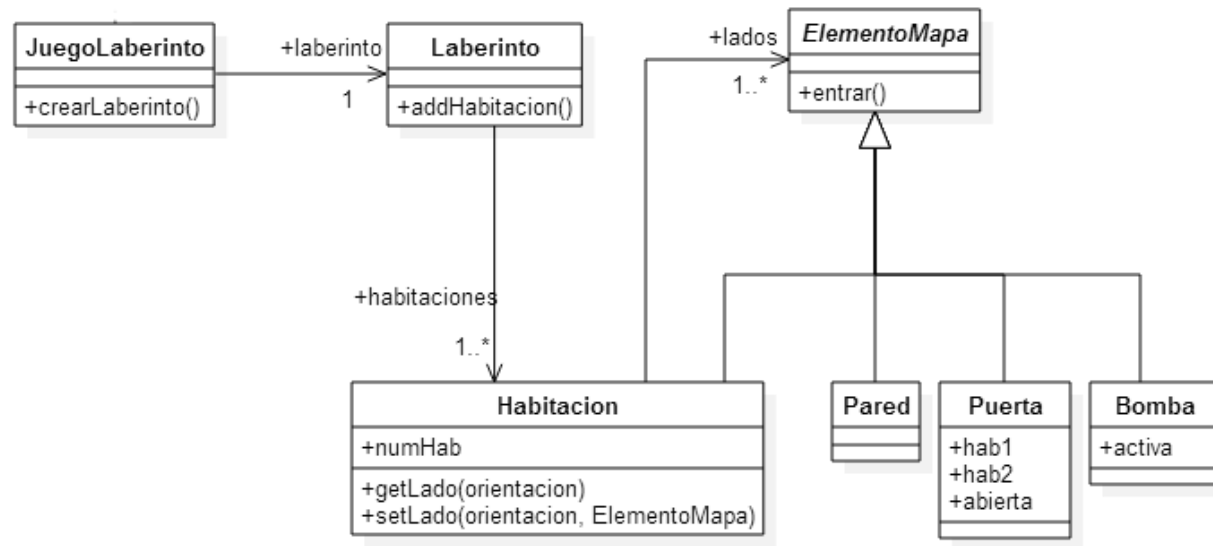 JuegoLaberinto
+crearLaberinto()
+laberinto
1
Laberinto
+addHabitacion()
+lados
1..*
ElementoMapa
+entrar()
+habitaciones
1..*
Habitacion
+numHab
+getLado(orientacion)
+setLado(orientacion, ElementoMapa)
Pared
Puerta
+hab1
+hab2
+abierta
Bomba
+activa